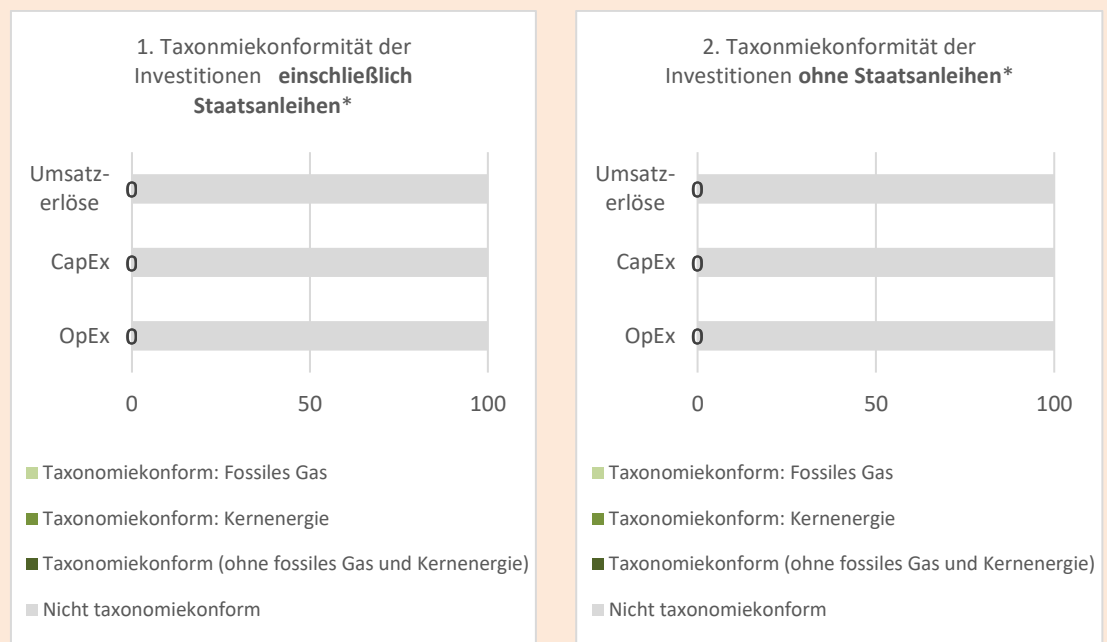 1. Taxonmiekonformität der
Investitionen einschließlich
Staatsanleihen*
Umsatz-
erlöse
0
CapEx 0
OpEx 0
0 50 100
Taxonomiekonform: Fossiles Gas
Taxonomiekonform: Kernenergie
Taxonomiekonform (ohne fossiles Gas und Kernenergie)
Nicht taxonomiekonform
2. Taxonmiekonformität der
Investitionen ohne Staatsanleihen*
Umsatz-
erlöse
0
CapEx 0
OpEx 0
0 50 100
Taxonomiekonform: Fossiles Gas
Taxonomiekonform: Kernenergie
Taxonomiekonform (ohne fossiles Gas und Kernenergie)
Nicht taxonomiekonform